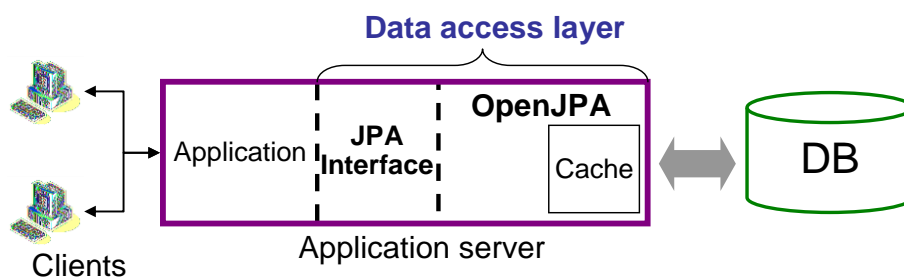 Data access layer
OpenJPA
JPA
Interface
Application
Cache
DB
Application server
Clients